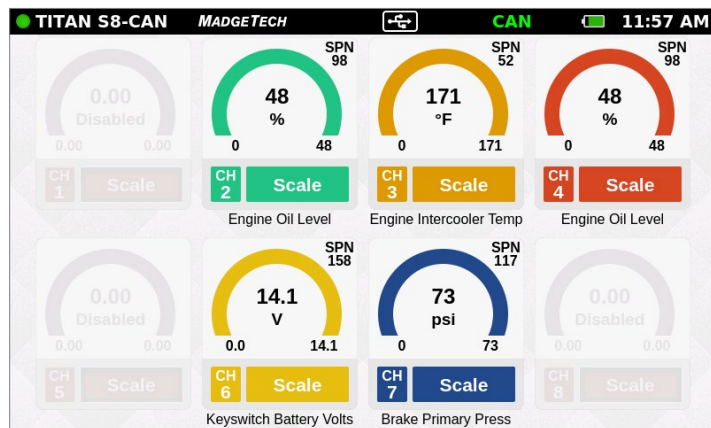 TITAN S8-CAN MADGETECH CAN 11:57 AM
0.00
Disabled
0.00 0.00
CH 1 Scale
SPN 98
48
%
0 48
CH 2 Scale
Engine Oil Level
SPN 52
171
°F
0 171
CH 3 Scale
Engine Intercooler Temp
SPN 98
48
%
0 48
CH 4 Scale
Engine Oil Level
0.00
Disabled
0.00 0.00
CH 5 Scale
SPN 158
14.1
V
0.0 14.1
CH 6 Scale
Keyswitch Battery Volts
SPN 117
73
psi
0 73
CH 7 Scale
Brake Primary Press
0.00
Disabled
0.00 0.00
CH 8 Scale